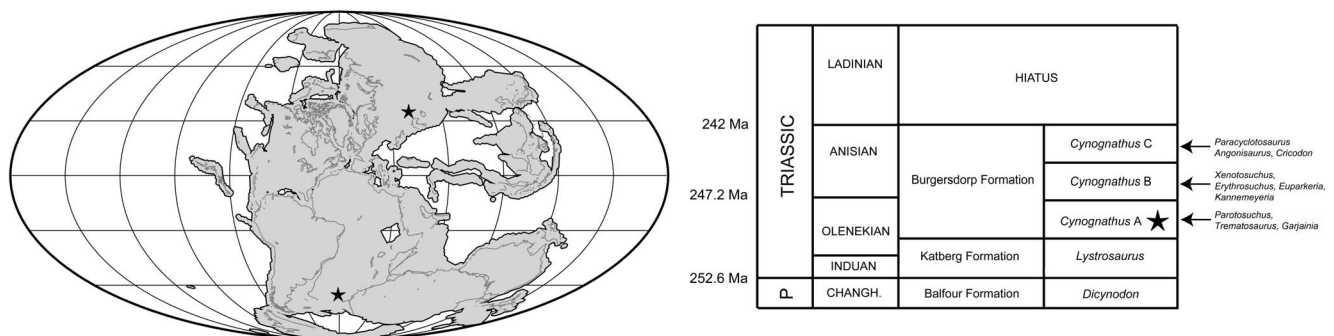 242 Ma
247.2 Ma
252.6 Ma
TRIASSIC
P
LADINIAN
ANISIAN
OLENEKIAN
INDUAN
CHANGH.
HIATUS
Burgersdorp Formation
Katberg Formation
Balfour Formation
Cynognathus C
Cynognathus B
Cynognathus A
Lystrosaurus
Dicynodon
Paracyclotosaurus
Angonisaurus, Cricodon
Xenotosuchus,
Erythrosuchus, Euparkeria,
Kannemeyeria
Parotosuchus,
Trematosaurus, Garjainia